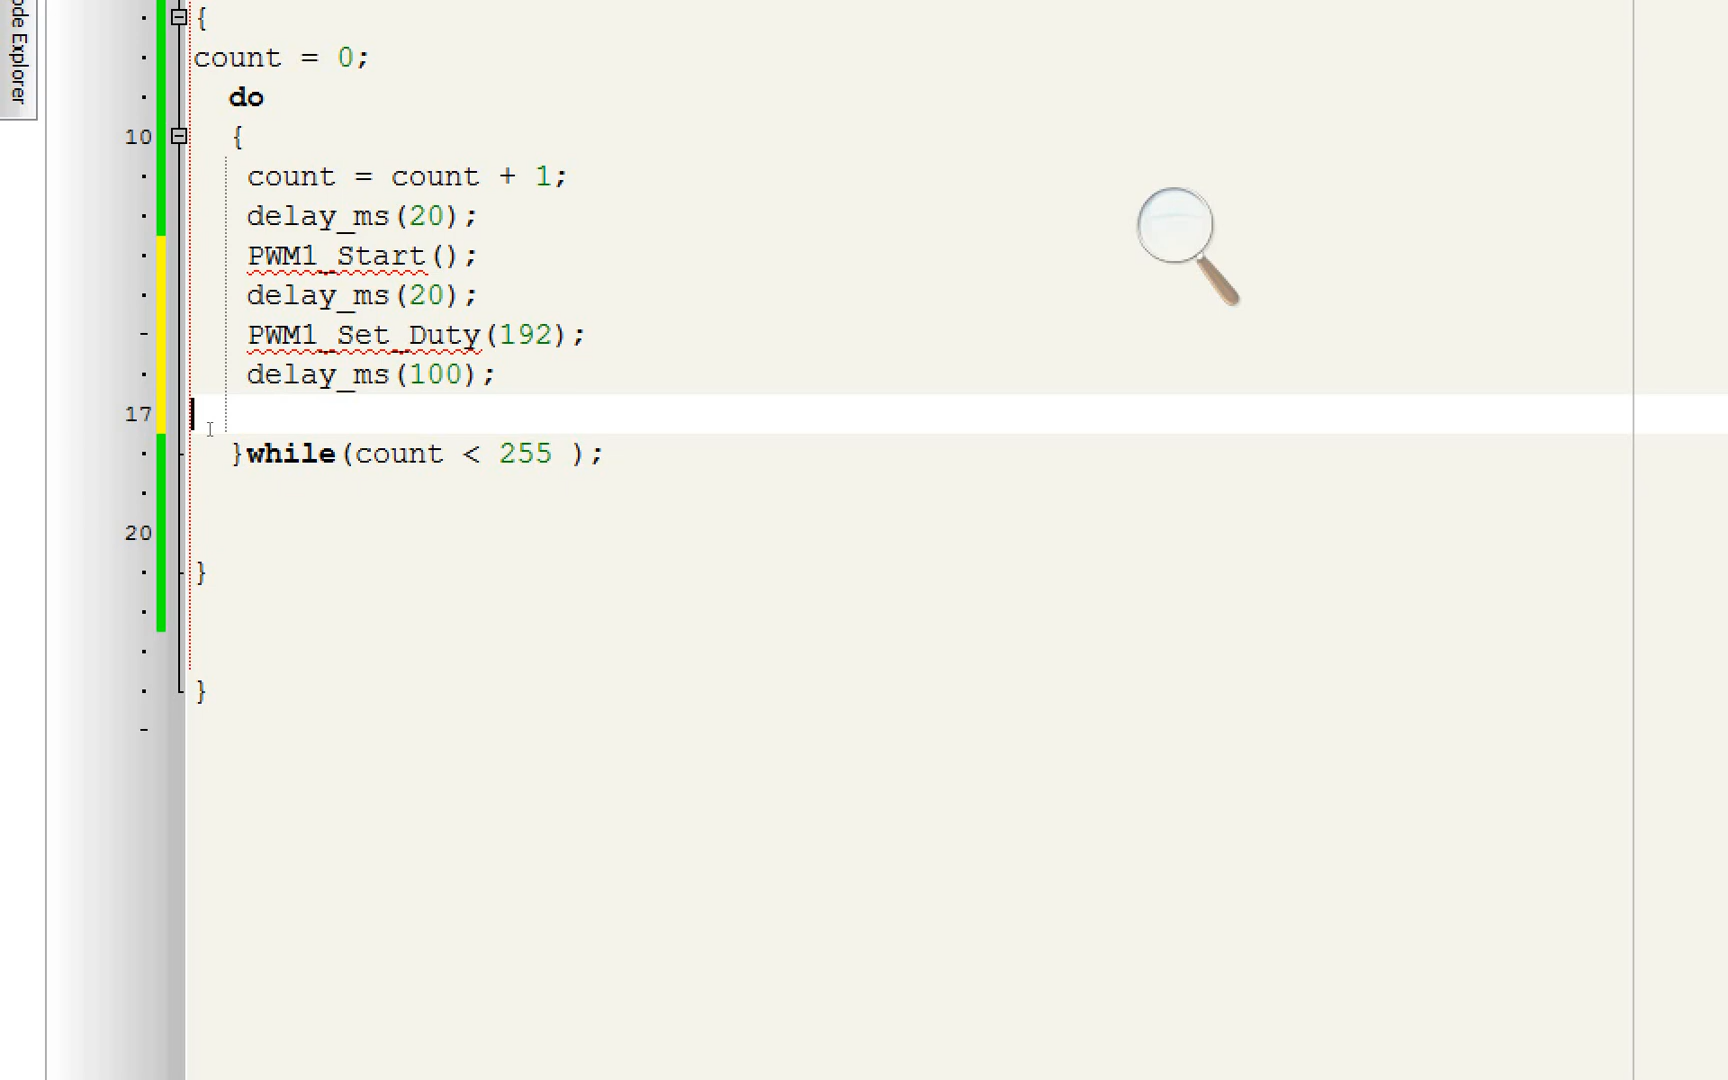 ode Explorer
{
count = 0;
do
10 {
count = count + 1;
delay_ms(20);
PWM1_Start();
delay_ms(20);
PWM1_Set_Duty(192);
delay_ms(100);
17
}while(count < 255 );
20
}
}